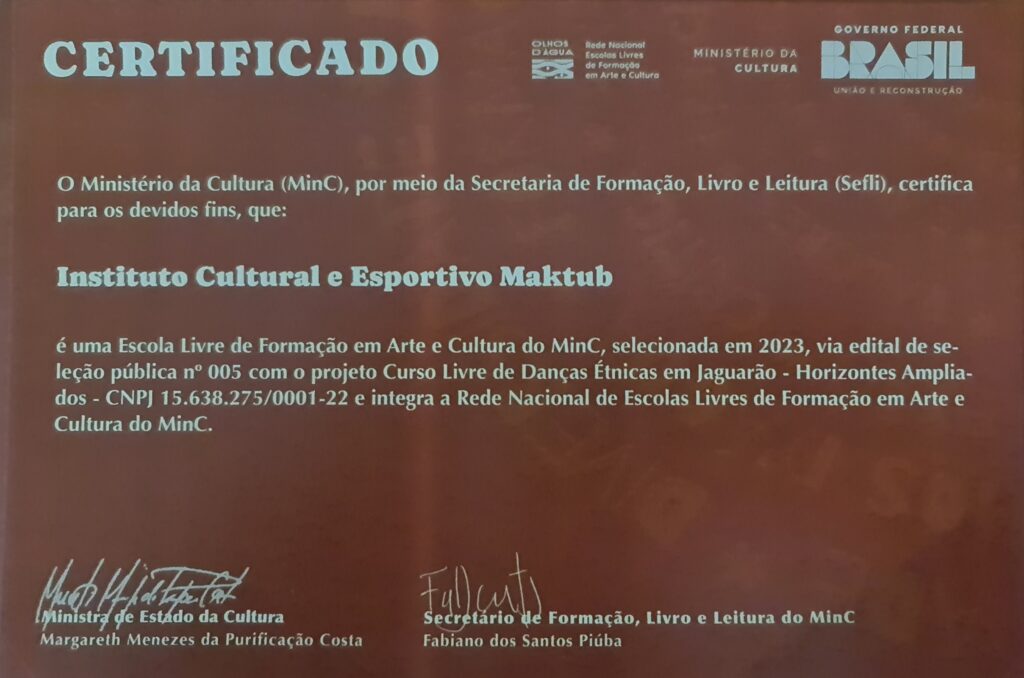 CERTIFICADO
OLHOS
D'ÁGUA
Rede Nacional
Escolas Livres
de Formação
em Arte e Cultura
MINISTÉRIO DA
CULTURA
GOVERNO FEDERAL
BRASIL
UNIÃO E RECONSTRUÇÃO
O Ministério da Cultura (MinC), por meio da Secretaria de Formação, Livro e Leitura (Sefli), certifica
para os devidos fins, que:
Instituto Cultural e Esportivo Maktub
é uma Escola Livre de Formação em Arte e Cultura do MinC, selecionada em 2023, via edital de se-
leção pública nº 005 com o projeto Curso Livre de Danças Étnicas em Jaguarão - Horizontes Amplia-
dos - CNPJ 15.638.275/0001-22 e integra a Rede Nacional de Escolas Livres de Formação em Arte e
Cultura do MinC.
Ministra de Estado da Cultura
Margareth Menezes da Purificação Costa
Secretário de Formação, Livro e Leitura do MinC
Fabiano dos Santos Piúba